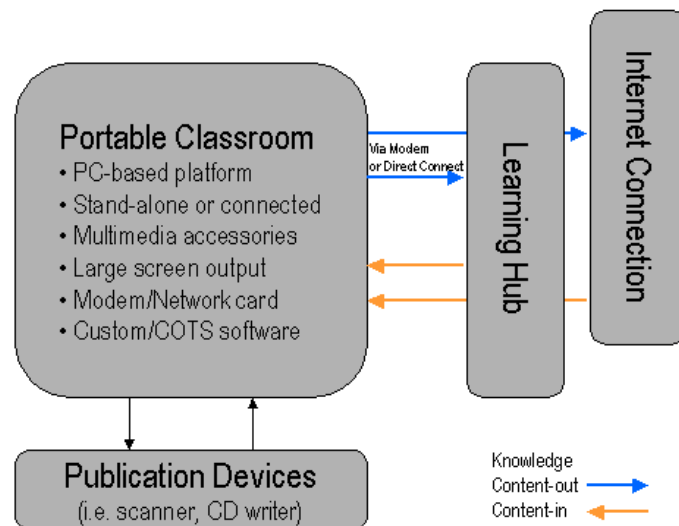 Portable Classroom
• PC-based platform
• Stand-alone or connected
• Multimedia accessories
• Large screen output
• Modem/Network card
• Custom/COTS software
Via Modem
or Direct Connect
Learning Hub
Internet Connection
Publication Devices
(i.e. scanner, CD writer)
Knowledge
Content-out
Content-in